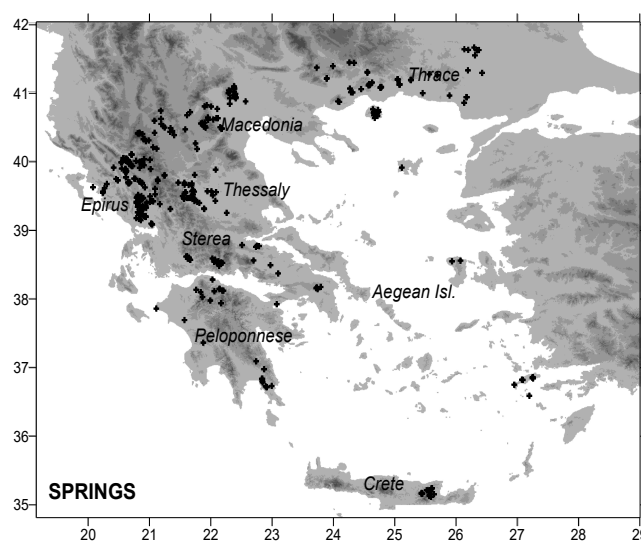 42
41
40
39
38
37
36
35
Thrace
Macedonia
Thessaly
Epirus
Sterea
Aegean Isl.
Peloponnese
Crete
SPRINGS
20 21 22 23 24 25 26 27 28 29